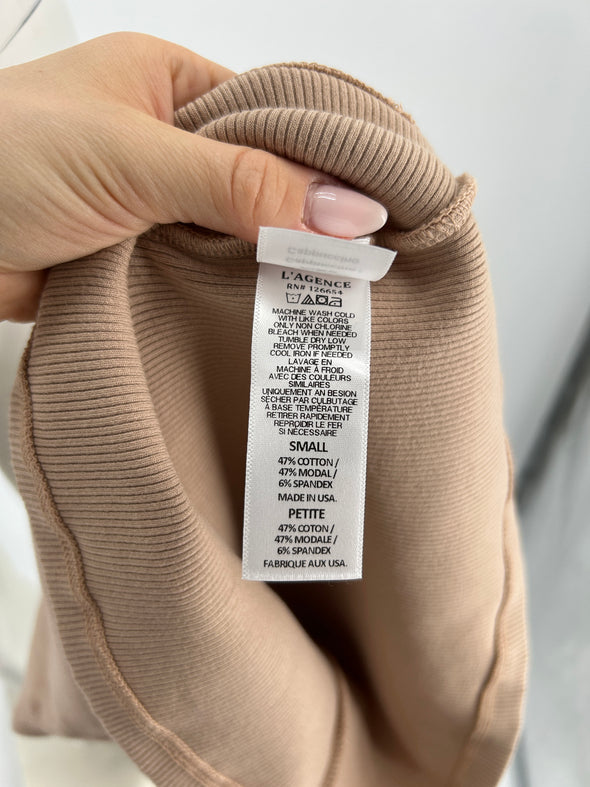 L'AGENCE
RN# 126654
MACHINE WASH COLD
WITH LIKE COLORS
ONLY NON CHLORINE
BLEACH WHEN NEEDED
TUMBLE DRY LOW
REMOVE PROMPTLY
COOL IRON IF NEEDED
LAVAGE EN
MACHINE À FROID
AVEC DES COULEURS
SIMILAIRES
UNIQUEMENT AN BESION
SÉCHER PAR CULBUTAGE
À BASE TEMPÉRATURE
RETIRER RAPIDEMENT
REPROIDIR LE FER
SI NÉCESSAIRE
SMALL
47% COTTON /
47% MODAL /
6% SPANDEX
MADE IN USA.
PETITE
47% COTON /
47% MODALE /
6% SPANDEX
FABRIQUE AUX USA.